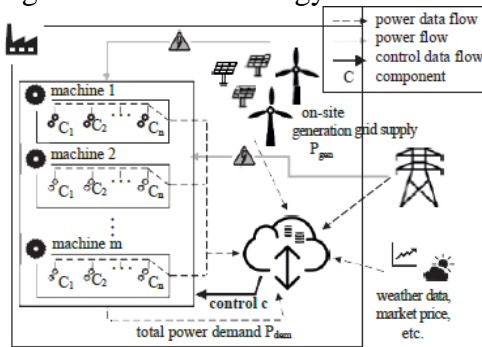 power data flow
power flow
control data flow
C component
machine 1
C1 C2 ... Cn
on-site
generation grid supply
Pgen
machine 2
C1 C2 ... Cn
machine m
C1 C2 ... Cn
control c
weather data,
market price,
etc.
total power demand Pdem